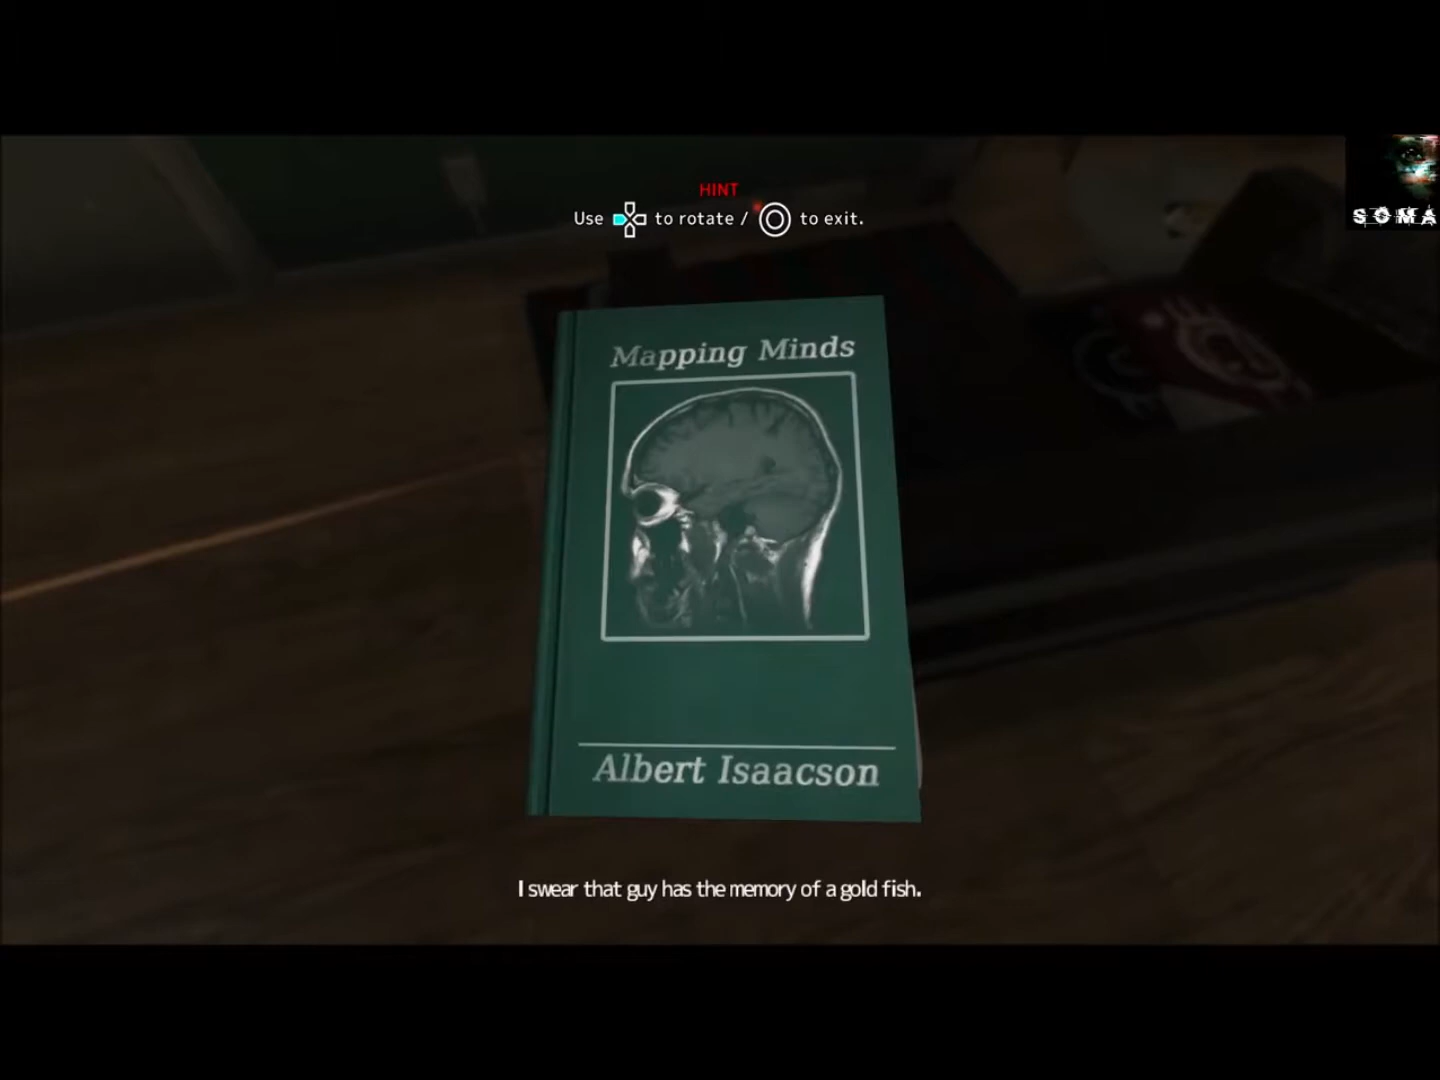 HINT
Use to rotate / to exit.
SOMA
Mapping Minds
Albert Isaacson
I swear that guy has the memory of a gold fish.